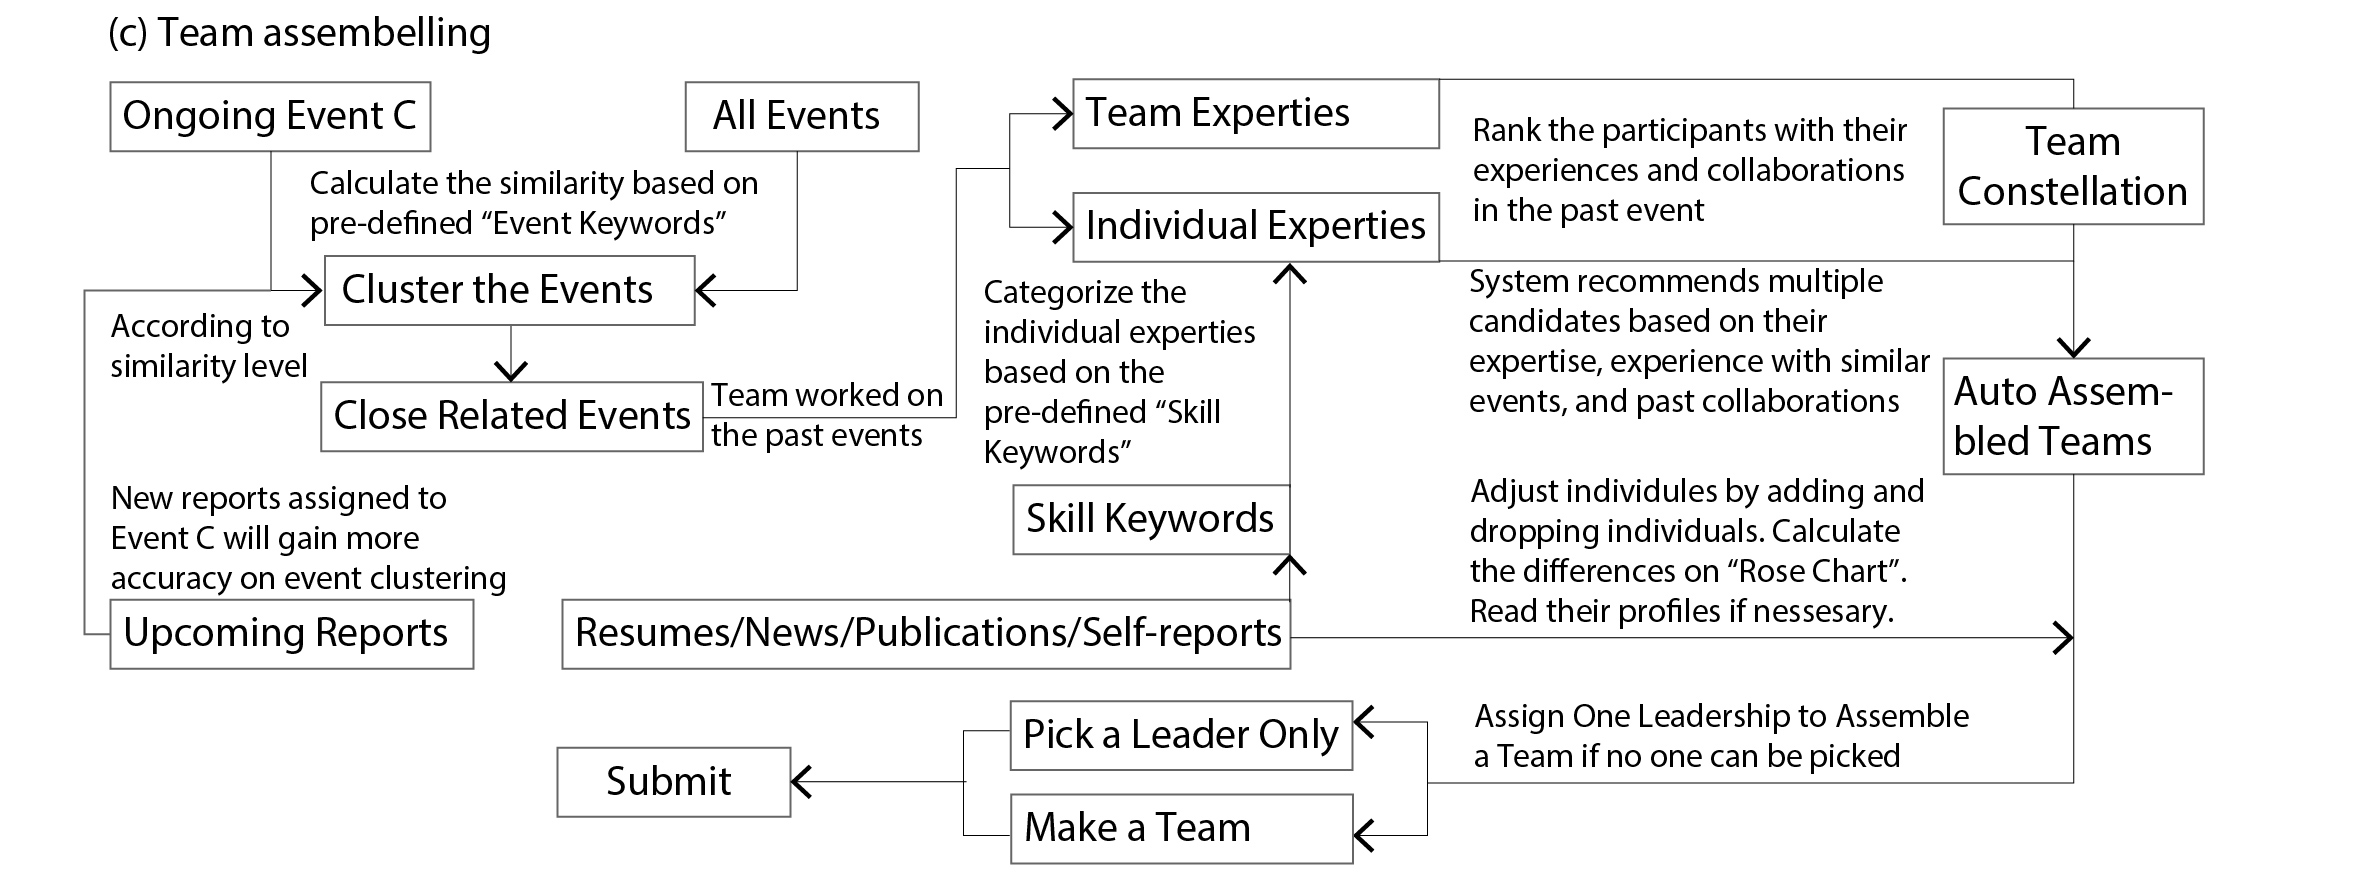 (c) Team assembelling
Ongoing Event C
All Events
Calculate the similarity based on
pre-defined “Event Keywords”
Cluster the Events
According to
similarity level
Close Related Events
Team worked on
the past events
New reports assigned to
Event C will gain more
accuracy on event clustering
Upcoming Reports
Team Experties
Individual Experties
Categorize the
individual experties
based on the
pre-defined “Skill
Keywords”
Skill Keywords
Resumes/News/Publications/Self-reports
Rank the participants with their
experiences and collaborations
in the past event
Team
Constellation
System recommends multiple
candidates based on their
expertise, experience with similar
events, and past collaborations
Auto Assem-
bled Teams
Adjust individules by adding and
dropping individuals. Calculate
the differences on “Rose Chart”.
Read their profiles if nessesary.
Assign One Leadership to Assemble
a Team if no one can be picked
Pick a Leader Only
Make a Team
Submit